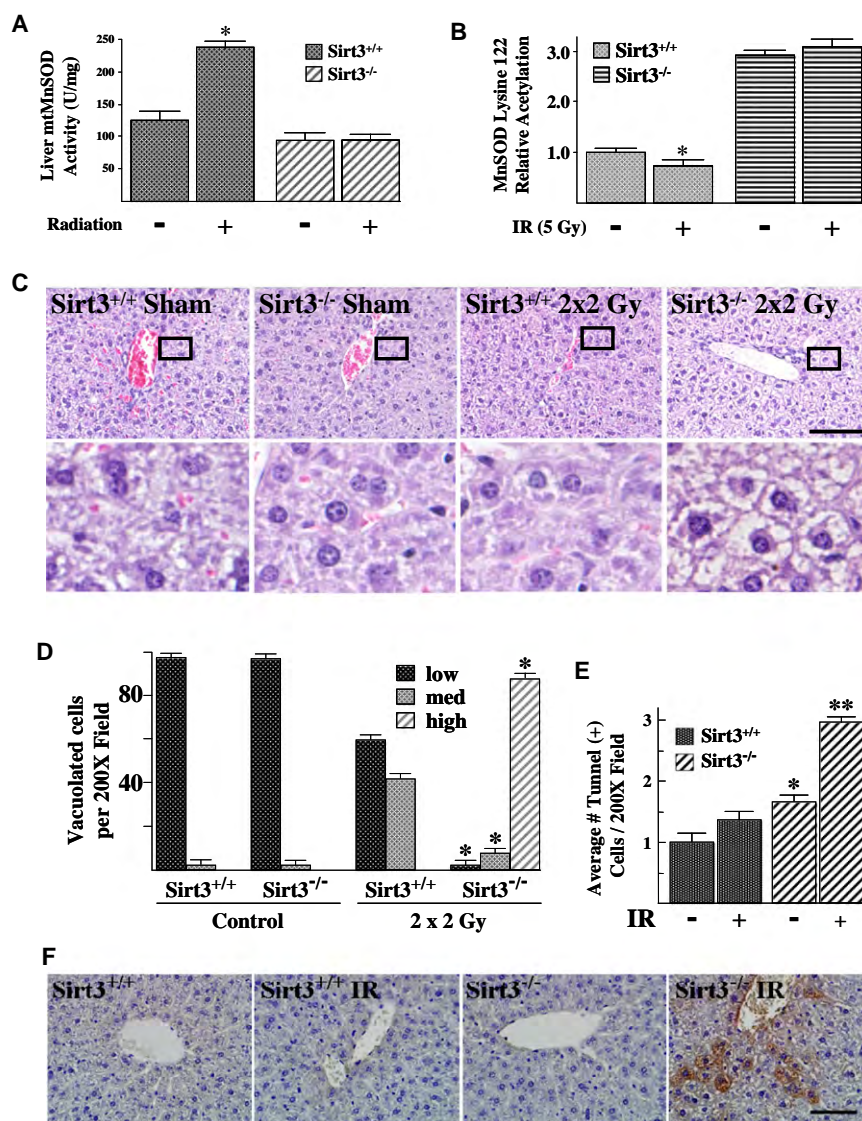 A
Liver mtMnSOD
Activity (U/mg)
250
200
150
100
50
*
Sirt3+/+
Sirt3-/-
Radiation - + - +
B
MnSOD Lysine 122
Relative Acetylation
3.0
2.0
1.0
*
Sirt3+/+
Sirt3-/-
IR (5 Gy) - + - +
C
Sirt3+/+ Sham
Sirt3-/- Sham
Sirt3+/+ 2x2 Gy
Sirt3-/- 2x2 Gy
D
Vacuolated cells
per 200X Field
80
40
low
med
high
* * *
Sirt3+/+ Sirt3-/- Sirt3+/+ Sirt3-/-
Control 2 x 2 Gy
E
Average # Tunnel (+)
Cells / 200X Field
3
2
1
Sirt3+/+
Sirt3-/-
*
**
IR - + - +
F
Sirt3+/+
Sirt3+/+ IR
Sirt3-/-
Sirt3-/- IR